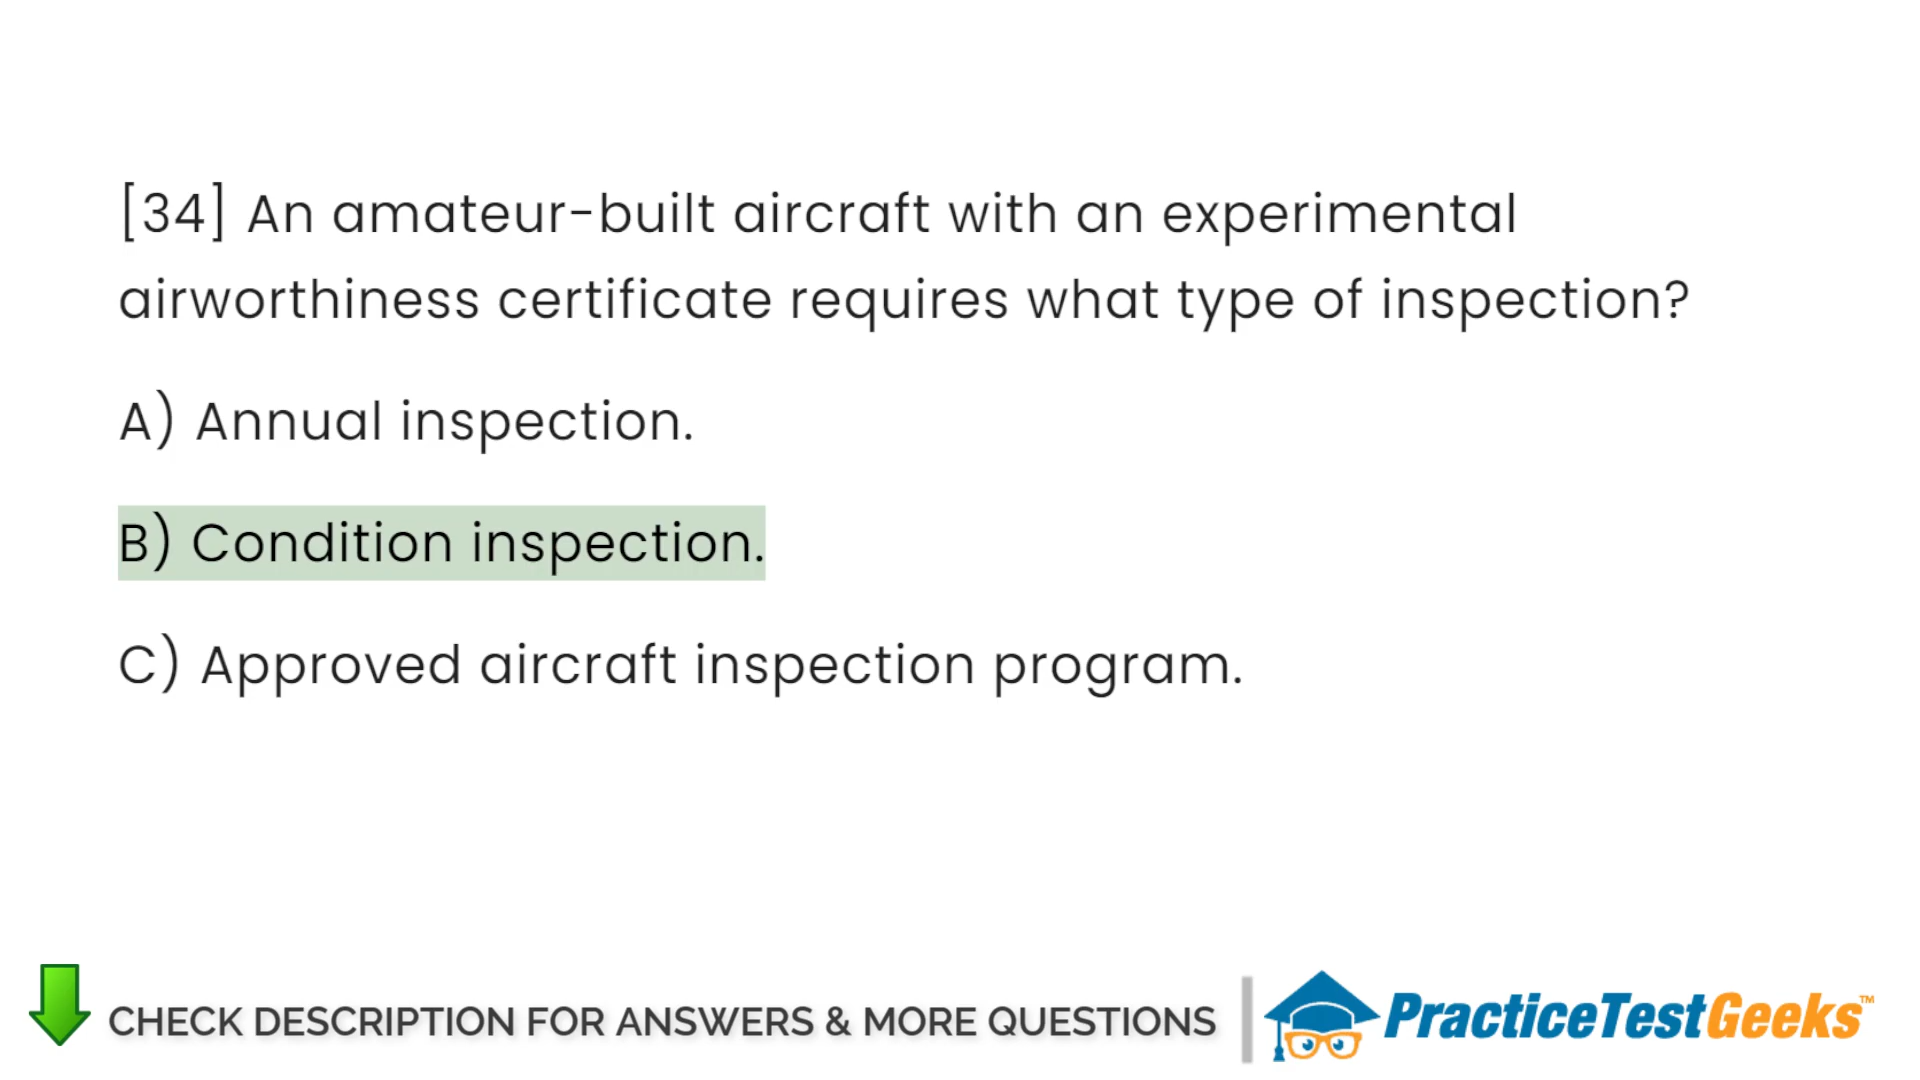 [34] An amateur-built aircraft with an experimental
airworthiness certificate requires what type of inspection?
A) Annual inspection.
B) Condition inspection.
C) Approved aircraft inspection program.
CHECK DESCRIPTION FOR ANSWERS & MORE QUESTIONS
PracticeTestGeeks™